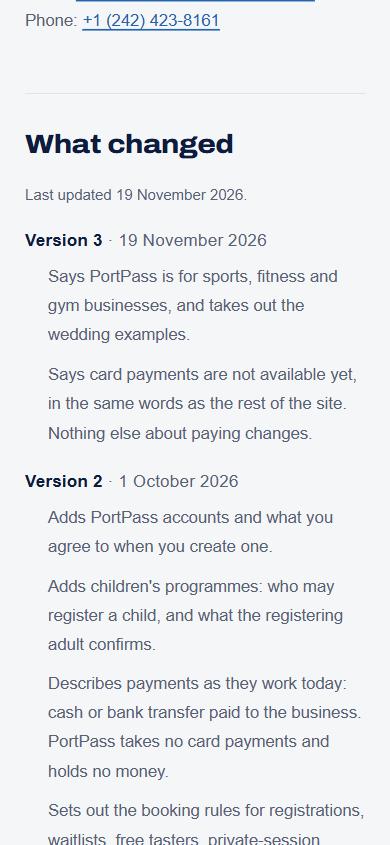 Phone: +1 (242) 423-8161
What changed
Last updated 19 November 2026.
Version 3 · 19 November 2026
Says PortPass is for sports, fitness and
gym businesses, and takes out the
wedding examples.
Says card payments are not available yet,
in the same words as the rest of the site.
Nothing else about paying changes.
Version 2 · 1 October 2026
Adds PortPass accounts and what you
agree to when you create one.
Adds children's programmes: who may
register a child, and what the registering
adult confirms.
Describes payments as they work today:
cash or bank transfer paid to the business.
PortPass takes no card payments and
holds no money.
Sets out the booking rules for registrations,
waitlists, free tasters, private-session